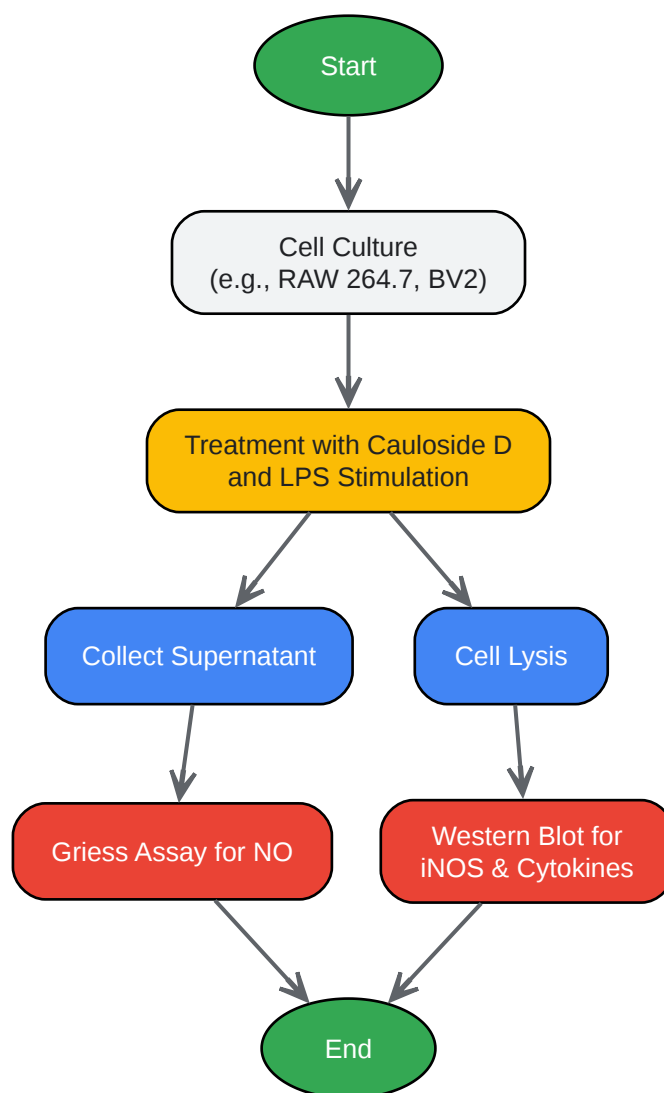 Start
Cell Culture
(e.g., RAW 264.7, BV2)
Treatment with Cauloside D
and LPS Stimulation
Collect Supernatant
Cell Lysis
Griess Assay for NO
Western Blot for
iNOS & Cytokines
End